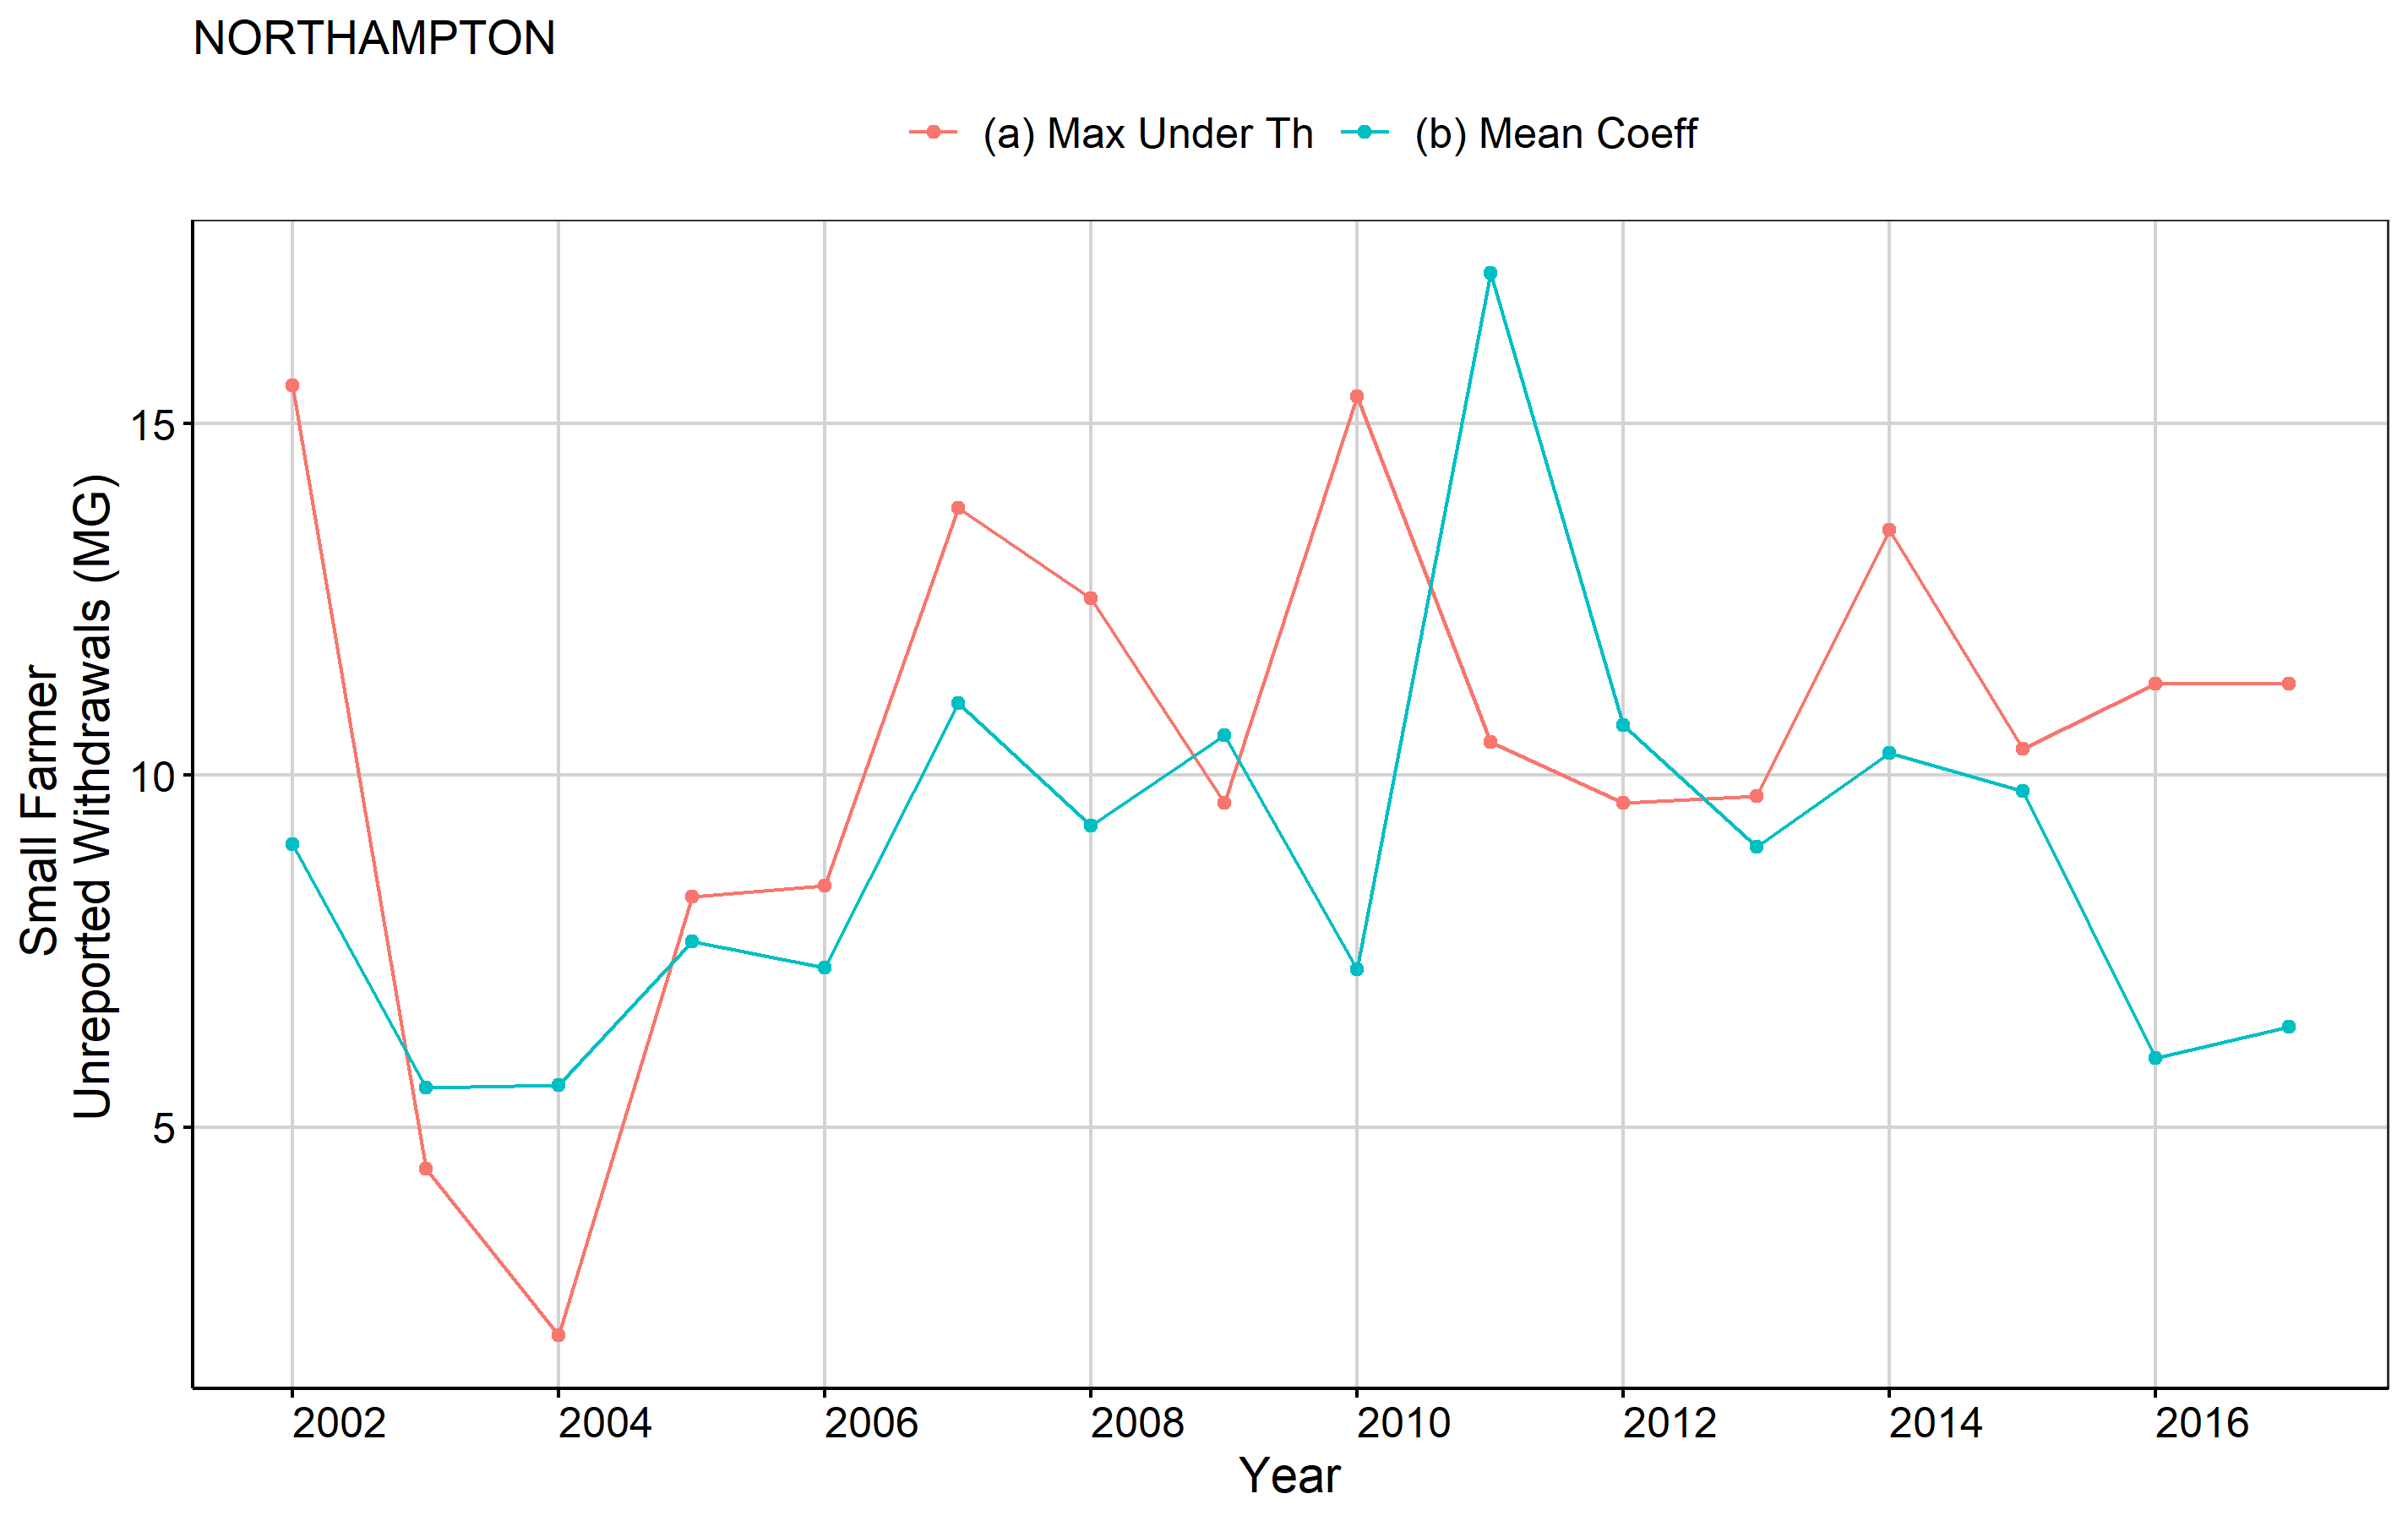 NORTHAMPTON
(a) Max Under Th (b) Mean Coeff
Small Farmer
Unreported Withdrawals (MG)
15
10
5
2002 2004 2006 2008 2010 2012 2014 2016
Year